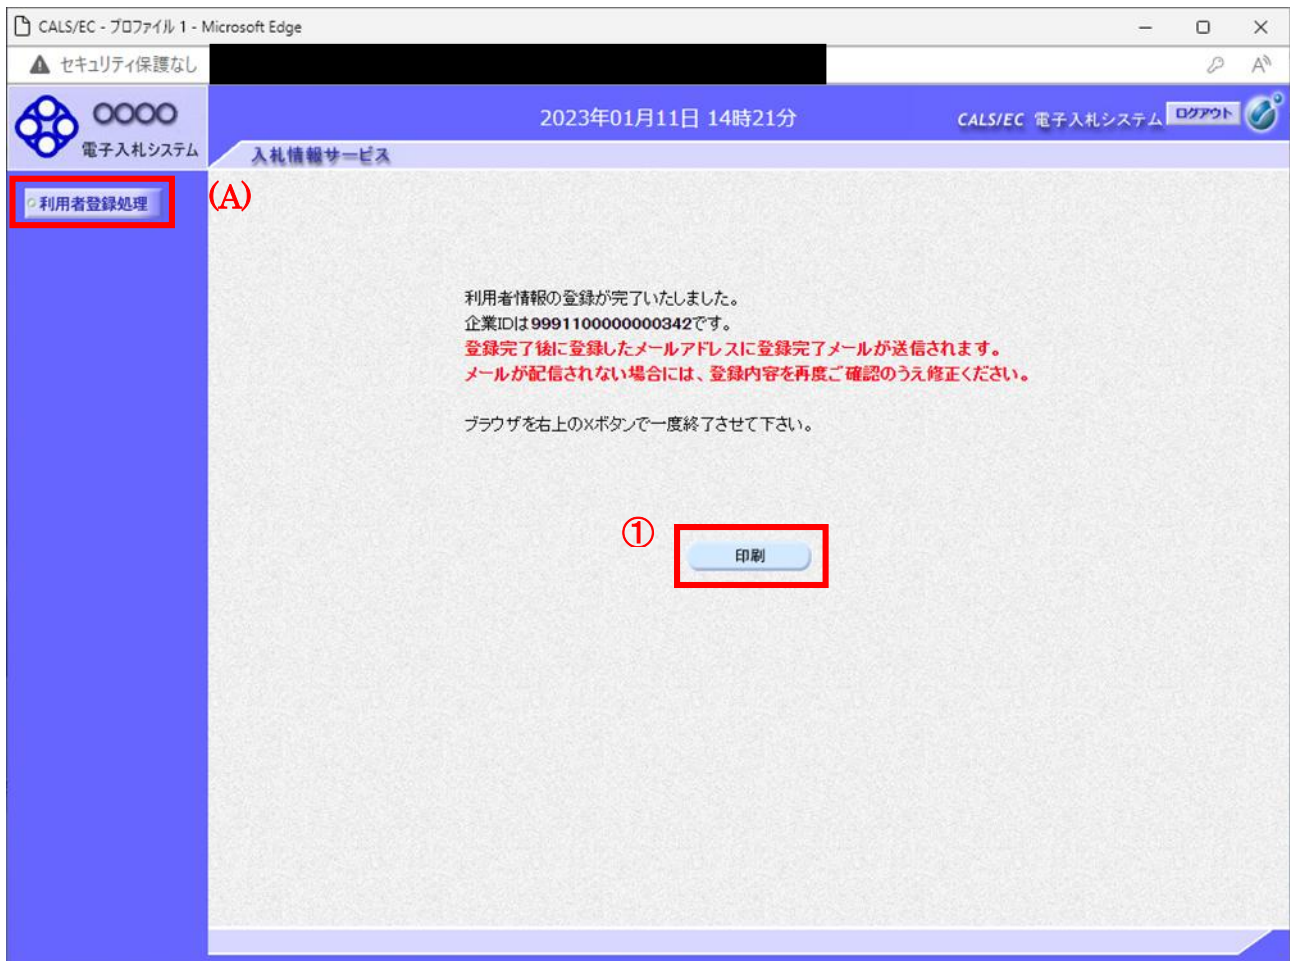 CALS/EC - プロファイル 1 - Microsoft Edge
セキュリティ保護なし
OOOO
電子入札システム
2023年01月11日 14時21分
CALS/EC 電子入札システム
ログアウト
入札情報サービス
利用者登録処理
(A)
利用者情報の登録が完了いたしました。
企業IDは9991100000000342です。
登録完了後に登録したメールアドレスに登録完了メールが送信されます。
メールが配信されない場合には、登録内容を再度ご確認のうえ修正ください。
ブラウザを右上の×ボタンで一度終了させて下さい。
①
印刷